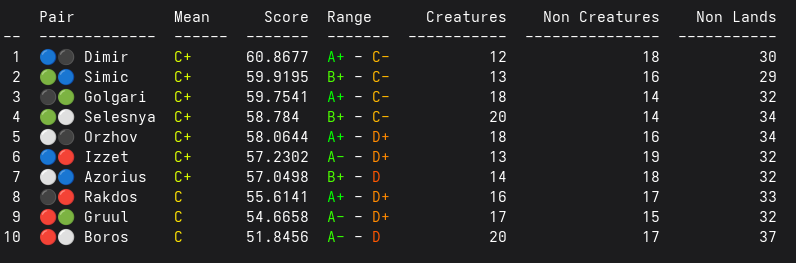 Pair Mean Score Range Creatures Non Creatures Non Lands
-- ------------- ------ ------- ------- ----------- --------------- -----------
1 🔵⚫ Dimir C+ 60.8677 A+ - C- 12 18 30
2 🟢🔵 Simic C+ 59.9195 B+ - C- 13 16 29
3 ⚫🟢 Golgari C+ 59.7541 A+ - C- 18 14 32
4 🟢⚪ Selesnya C+ 58.784 B+ - C- 20 14 34
5 ⚪⚫ Orzhov C+ 58.0644 A+ - D+ 18 16 34
6 🔵🔴 Izzet C+ 57.2302 A- - D+ 13 19 32
7 ⚪🔵 Azorius C+ 57.0498 B+ - D 14 18 32
8 ⚫🔴 Rakdos C 55.6141 A+ - D+ 16 17 33
9 🔴🟢 Gruul C 54.6658 A- - D+ 17 15 32
10 🔴⚪ Boros C 51.8456 A- - D 20 17 37